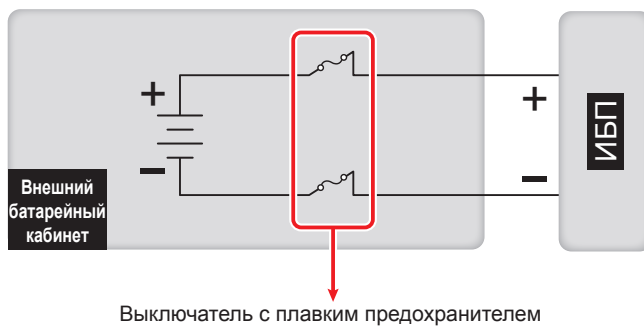 +
+
ИБП
–
–
Внешний
батарейный
кабинет
Выключатель с плавким предохранителем